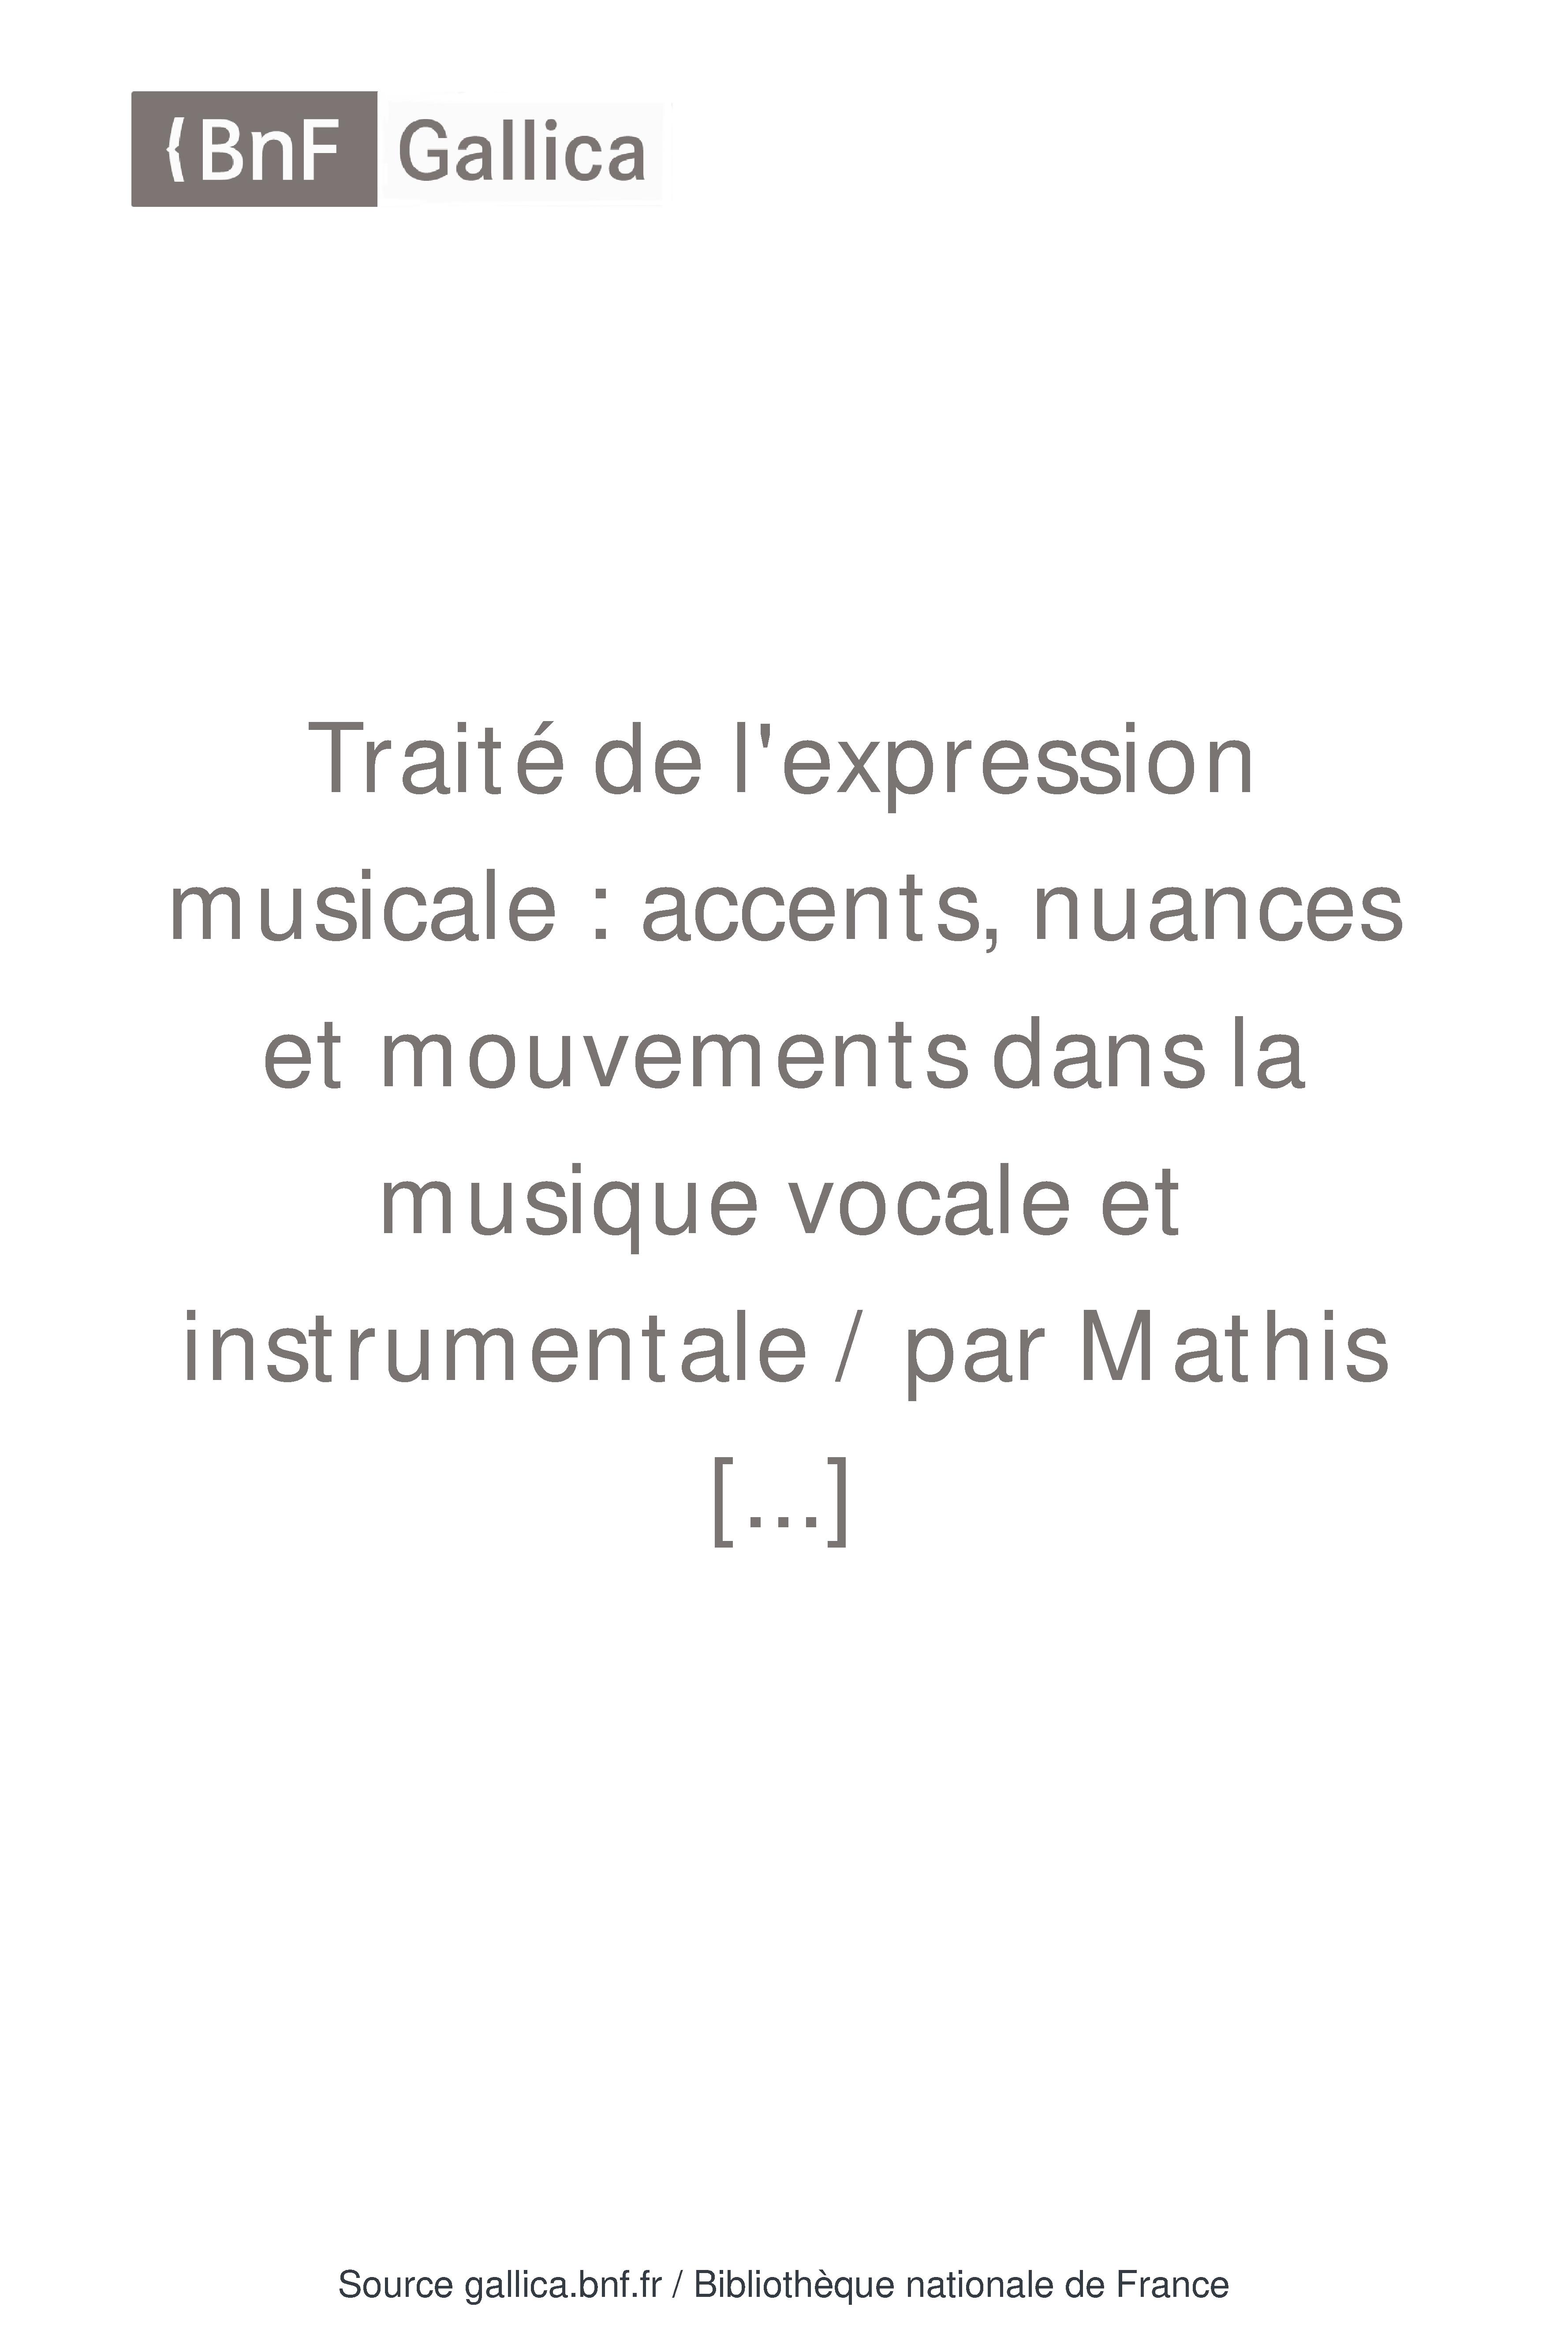 {BnF Gallica
Traité de l'expression
musicale : accents, nuances
et mouvements dans la
musique vocale et
instrumentale / par Mathis
[...]
Source gallica.bnf.fr / Bibliothèque nationale de France